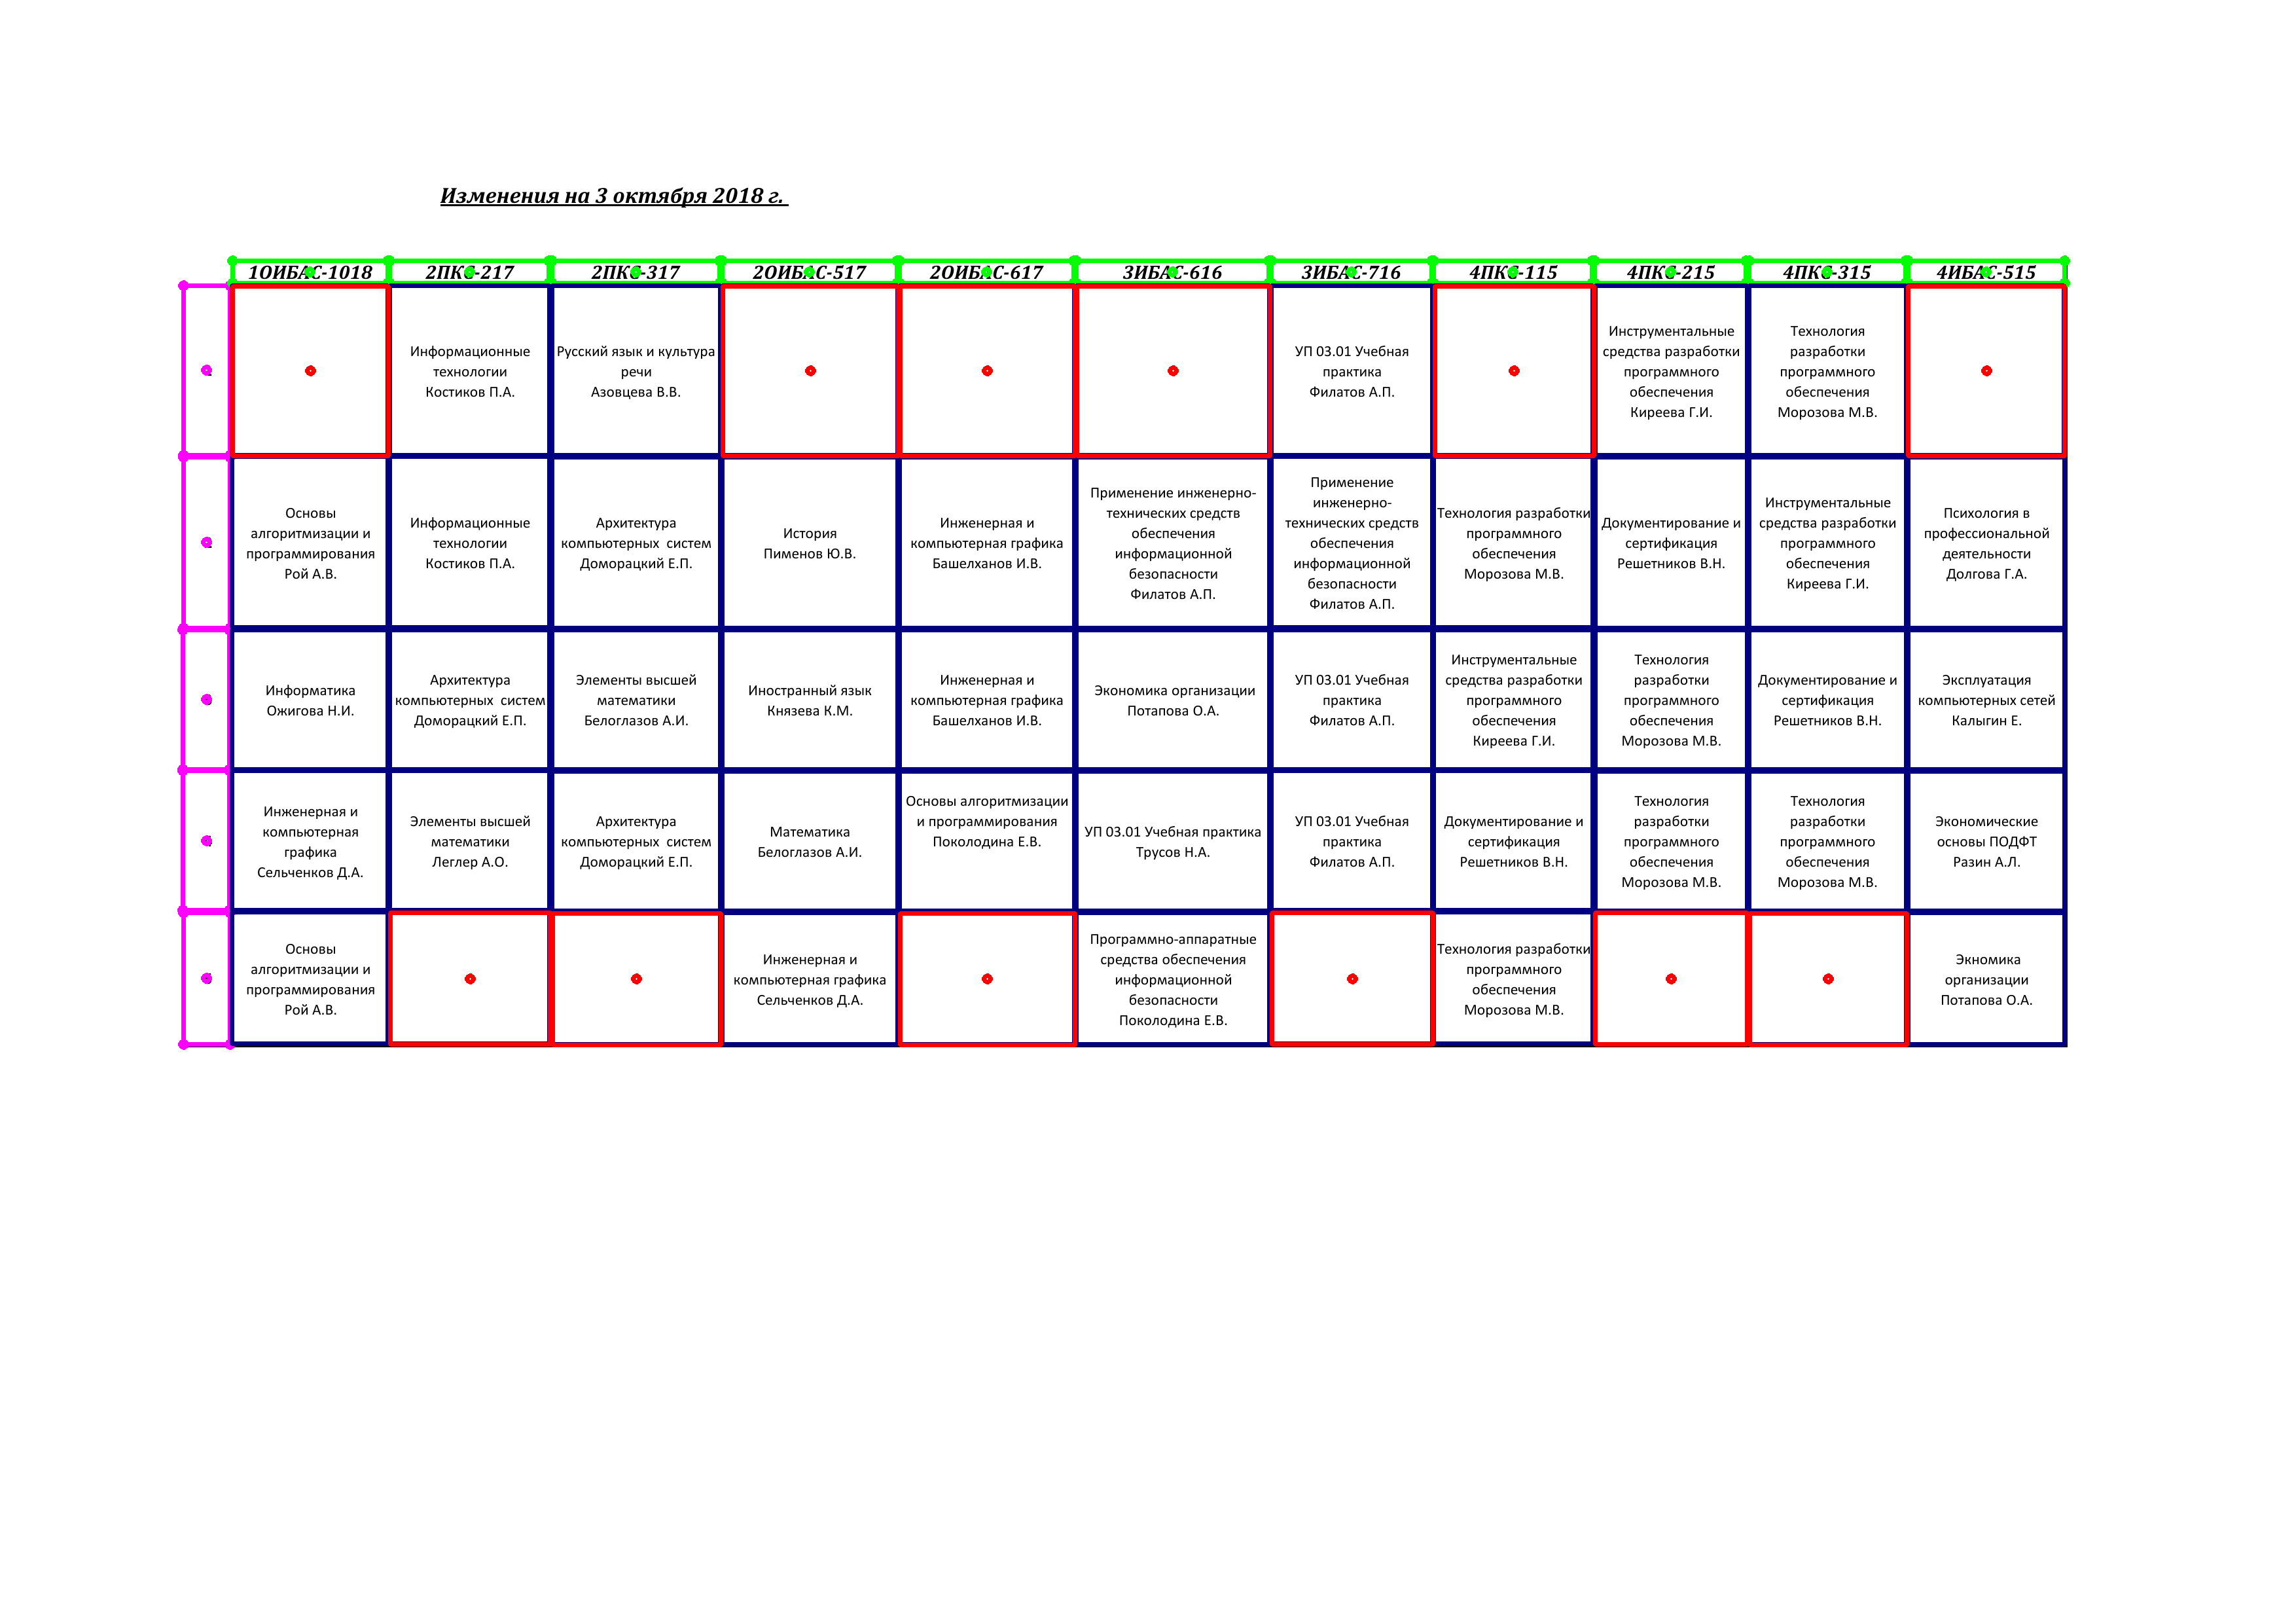 Изменения на 3 октября 2018 г.
1ОИБАС-1018 2ПКС-217 2ПКС-317 2ОИБАС-517 2ОИБАС-617 3ИБАС-616 3ИБАС-716 4ПКС-115 4ПКС-215 4ПКС-315 4ИБАС-515
Информационные
технологии
Костиков П.А.
Русский язык и культура
речи
Азовцева В.В.
УП 03.01 Учебная
практика
Филатов А.П.
Инструментальные
средства разработки
программного
обеспечения
Киреева Г.И.
Технология
разработки
программного
обеспечения
Морозова М.В.
Основы
алгоритмизации и
программирования
Рой А.В.
Информационные
технологии
Костиков П.А.
Архитектура
компьютерных систем
Доморацкий Е.П.
История
Пименов Ю.В.
Инженерная и
компьютерная графика
Башелханов И.В.
Применение инженерно-
технических средств
обеспечения
информационной
безопасности
Филатов А.П.
Применение
инженерно-
технических средств
обеспечения
информационной
безопасности
Филатов А.П.
Технология разработки
программного
обеспечения
Морозова М.В.
Документирование и
сертификация
Решетников В.Н.
Инструментальные
средства разработки
программного
обеспечения
Киреева Г.И.
Психология в
профессиональной
деятельности
Долгова Г.А.
Информатика
Ожигова Н.И.
Архитектура
компьютерных систем
Доморацкий Е.П.
Элементы высшей
математики
Белоглазов А.И.
Иностранный язык
Князева К.М.
Инженерная и
компьютерная графика
Башелханов И.В.
Экономика организации
Потапова О.А.
УП 03.01 Учебная
практика
Филатов А.П.
Инструментальные
средства разработки
программного
обеспечения
Киреева Г.И.
Технология
разработки
программного
обеспечения
Морозова М.В.
Документирование и
сертификация
Решетников В.Н.
Эксплуатация
компьютерных сетей
Калыгин Е.
Инженерная и
компьютерная
графика
Сельченков Д.А.
Элементы высшей
математики
Леглер А.О.
Архитектура
компьютерных систем
Доморацкий Е.П.
Математика
Белоглазов А.И.
Основы алгоритмизации
и программирования
Поколодина Е.В.
УП 03.01 Учебная практика
Трусов Н.А.
УП 03.01 Учебная
практика
Филатов А.П.
Документирование и
сертификация
Решетников В.Н.
Технология
разработки
программного
обеспечения
Морозова М.В.
Технология
разработки
программного
обеспечения
Морозова М.В.
Экономические
основы ПОДФТ
Разин А.Л.
Основы
алгоритмизации и
программирования
Рой А.В.
Инженерная и
компьютерная графика
Сельченков Д.А.
Программно-аппаратные
средства обеспечения
информационной
безопасности
Поколодина Е.В.
Технология разработки
программного
обеспечения
Морозова М.В.
Экномика
организации
Потапова О.А.